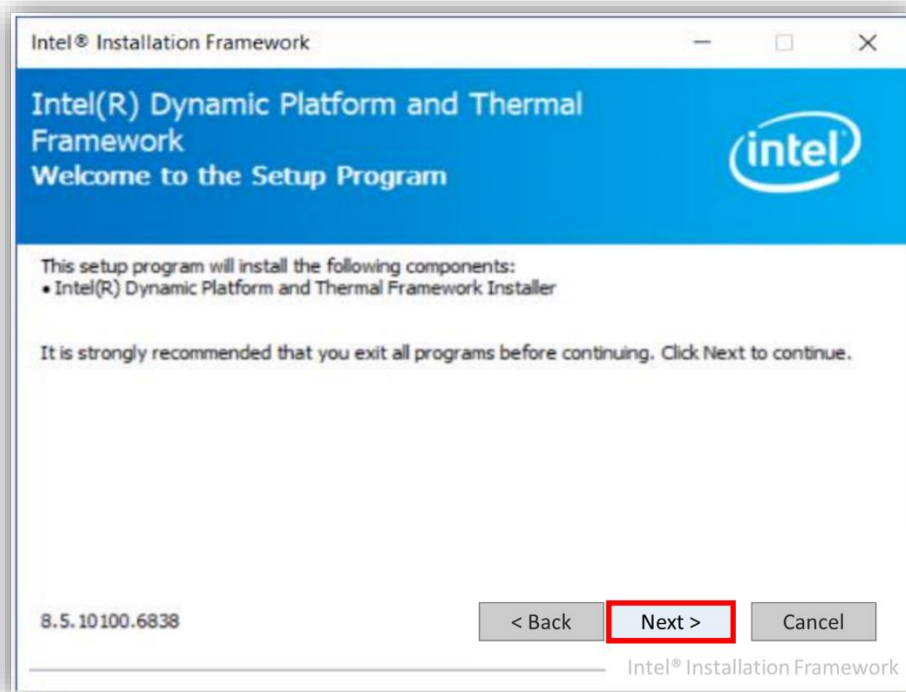 Intel® Installation Framework
Intel(R) Dynamic Platform and Thermal
Framework
Welcome to the Setup Program
intel
This setup program will install the following components:
• Intel(R) Dynamic Platform and Thermal Framework Installer
It is strongly recommended that you exit all programs before continuing. Click Next to continue.
8.5.10100.6838
< Back
Next >
Cancel
Intel® Installation Framework